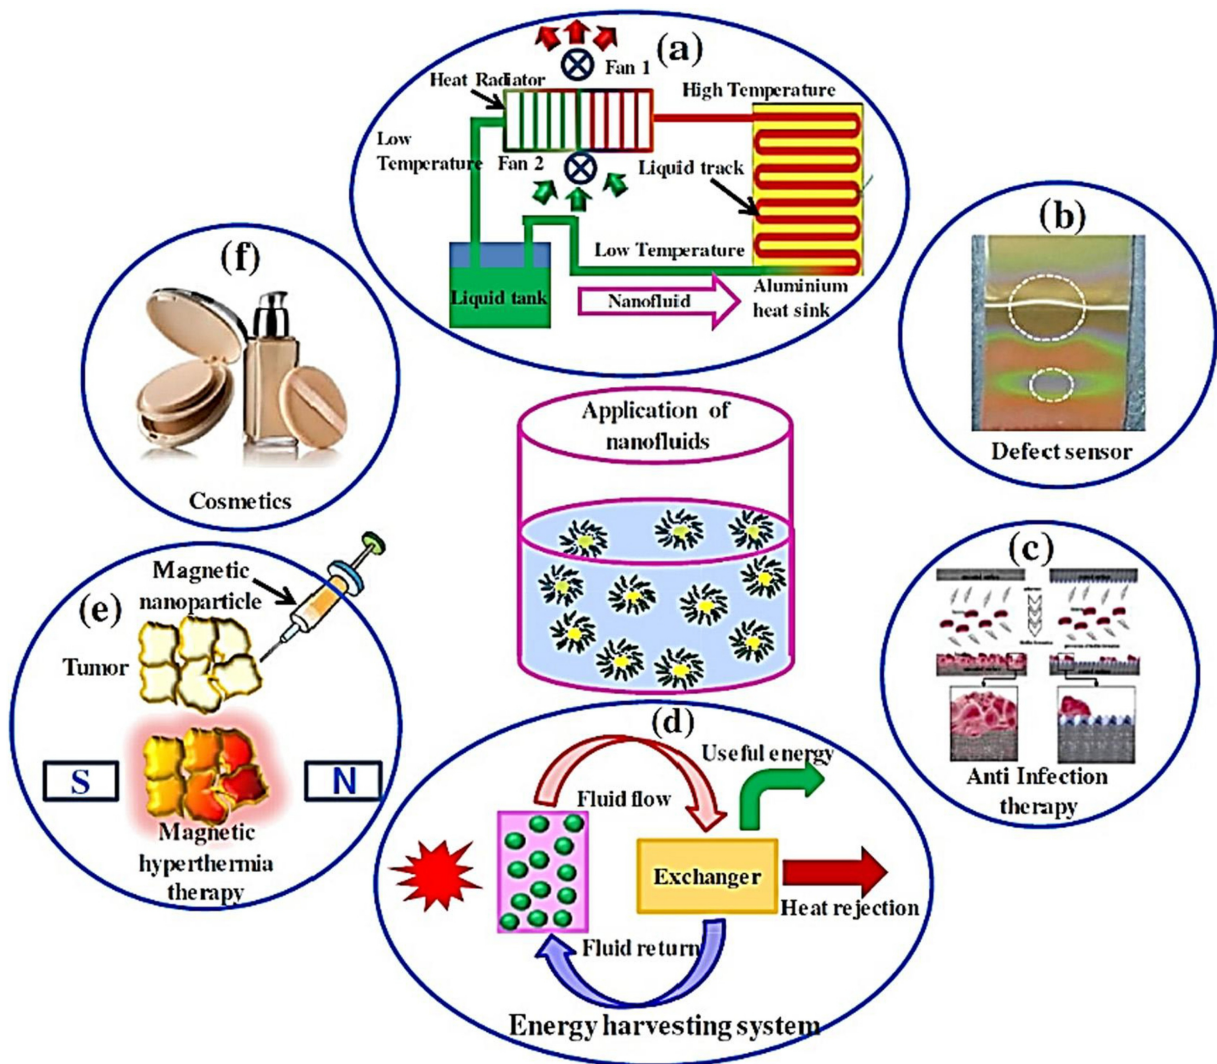 (a)
Fan 1
Heat Radiator
High Temperature
Low
Temperature
Fan 2
Liquid track
Low Temperature
Liquid tank
Nanofluid
Aluminium
heat sink
(b)
Defect sensor
(f)
Cosmetics
Application of
nanofluids
(c)
Anti Infection
therapy
(e)
Magnetic
nanoparticle
Tumor
S
N
Magnetic
hyperthermia
therapy
(d)
Useful energy
Fluid flow
Exchanger
Heat rejection
Fluid return
Energy harvesting system